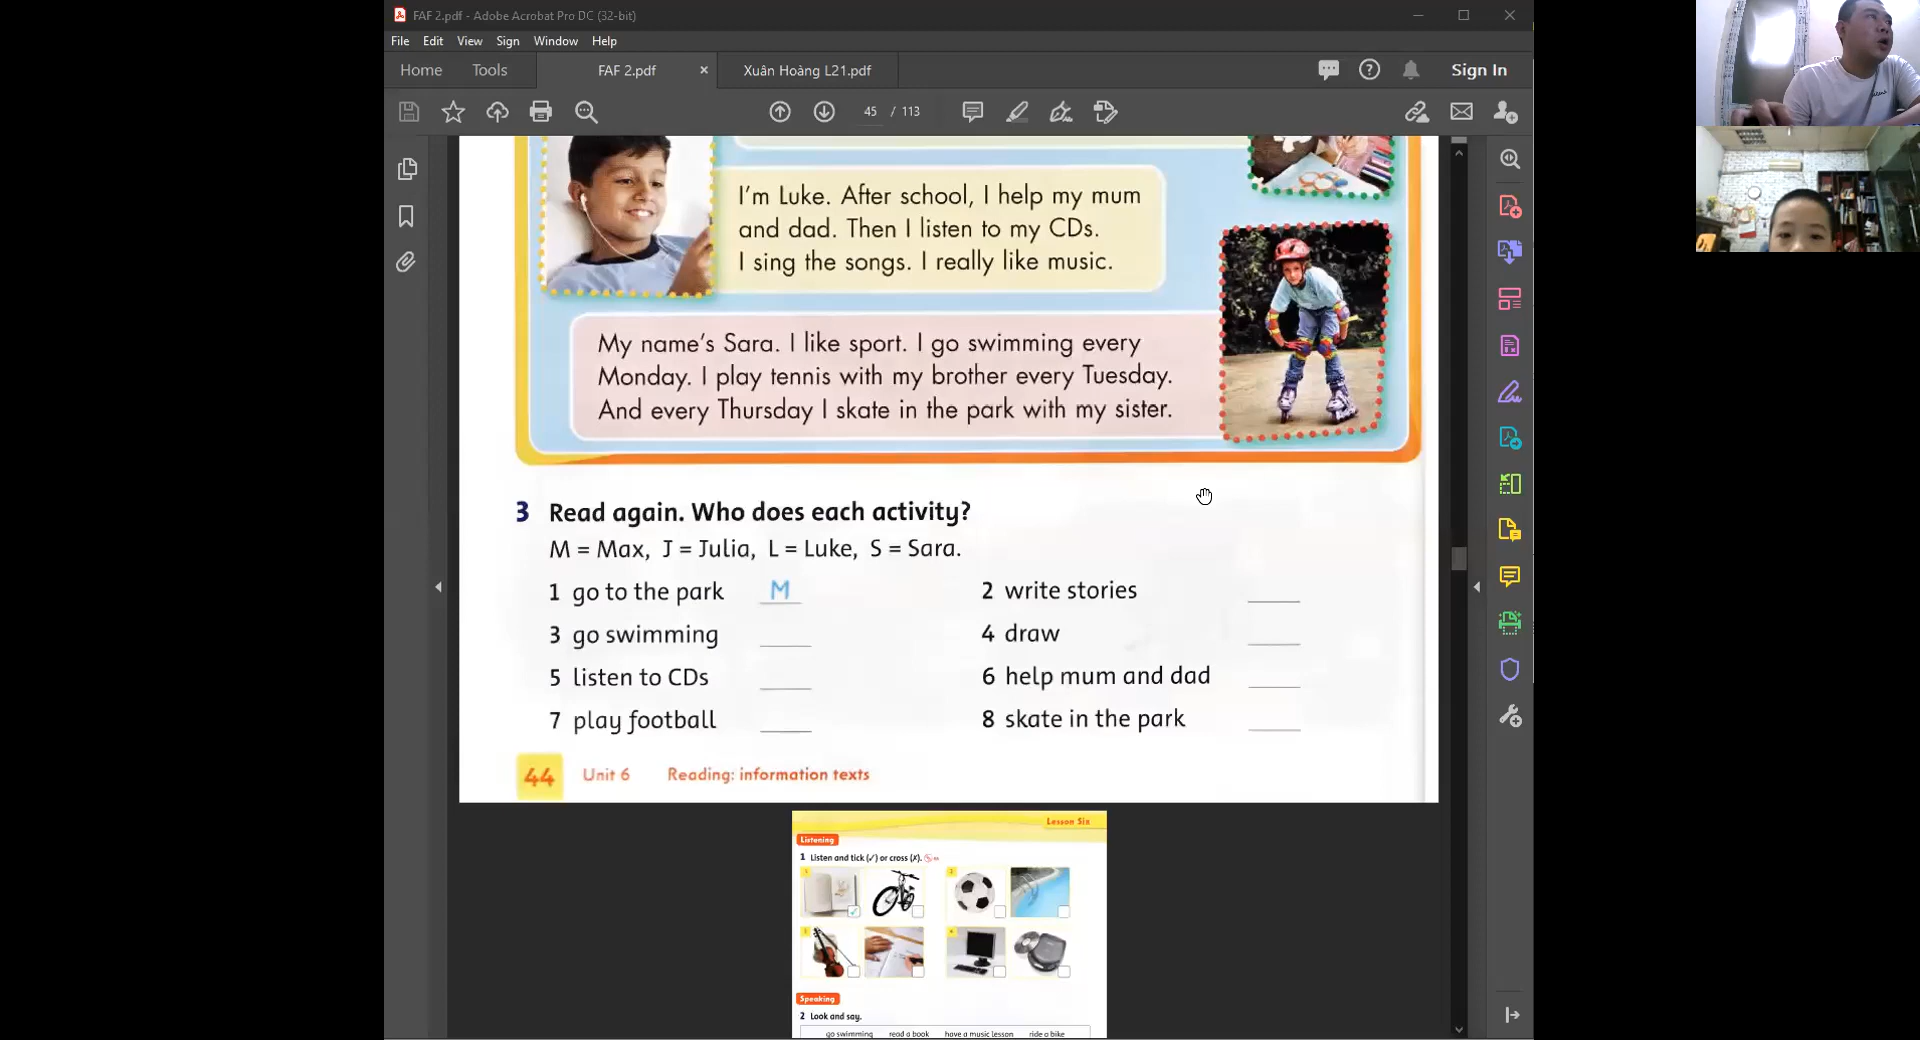 FAF 2.pdf - Adobe Acrobat Pro DC (32-bit)
File Edit View Sign Window Help
Home Tools FAF 2.pdf × Xuân Hoàng L21.pdf Sign In
45 / 113
I'm Luke. After school, I help my mum
and dad. Then I listen to my CDs.
I sing the songs. I really like music.
My name's Sara. I like sport. I go swimming every
Monday. I play tennis with my brother every Tuesday.
And every Thursday I skate in the park with my sister.
3 Read again. Who does each activity?
M = Max, J = Julia, L = Luke, S = Sara.
1 go to the park M 2 write stories
3 go swimming 4 draw
5 listen to CDs 6 help mum and dad
7 play football 8 skate in the park
44 Unit 6 Reading: information texts
Lesson Six
Listening
1 Listen and tick (✓) or cross (✗).
Speaking
2 Look and say.
go swimming read a book have a music lesson ride a bike